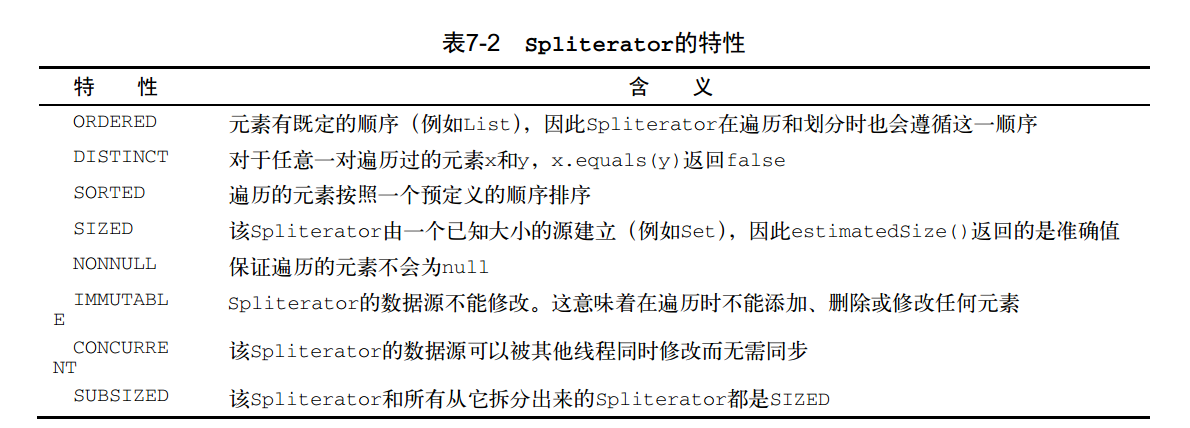 表7-2 Spliterator的特性
特 性 含 义
ORDERED 元素有既定的顺序（例如List），因此Spliterator在遍历和划分时也会遵循这一顺序
DISTINCT 对于任意一对遍历过的元素x和y，x.equals(y)返回false
SORTED 遍历的元素按照一个预定义的顺序排序
SIZED 该Spliterator由一个已知大小的源建立（例如Set），因此estimatedSize()返回的是准确值
NONNULL 保证遍历的元素不会为null
IMMUTABL Spliterator的数据源不能修改。这意味着在遍历时不能添加、删除或修改任何元素
E
CONCURRE 该Spliterator的数据源可以被其他线程同时修改而无需同步
NT
SUBSIZED 该Spliterator和所有从它拆分出来的Spliterator都是SIZED